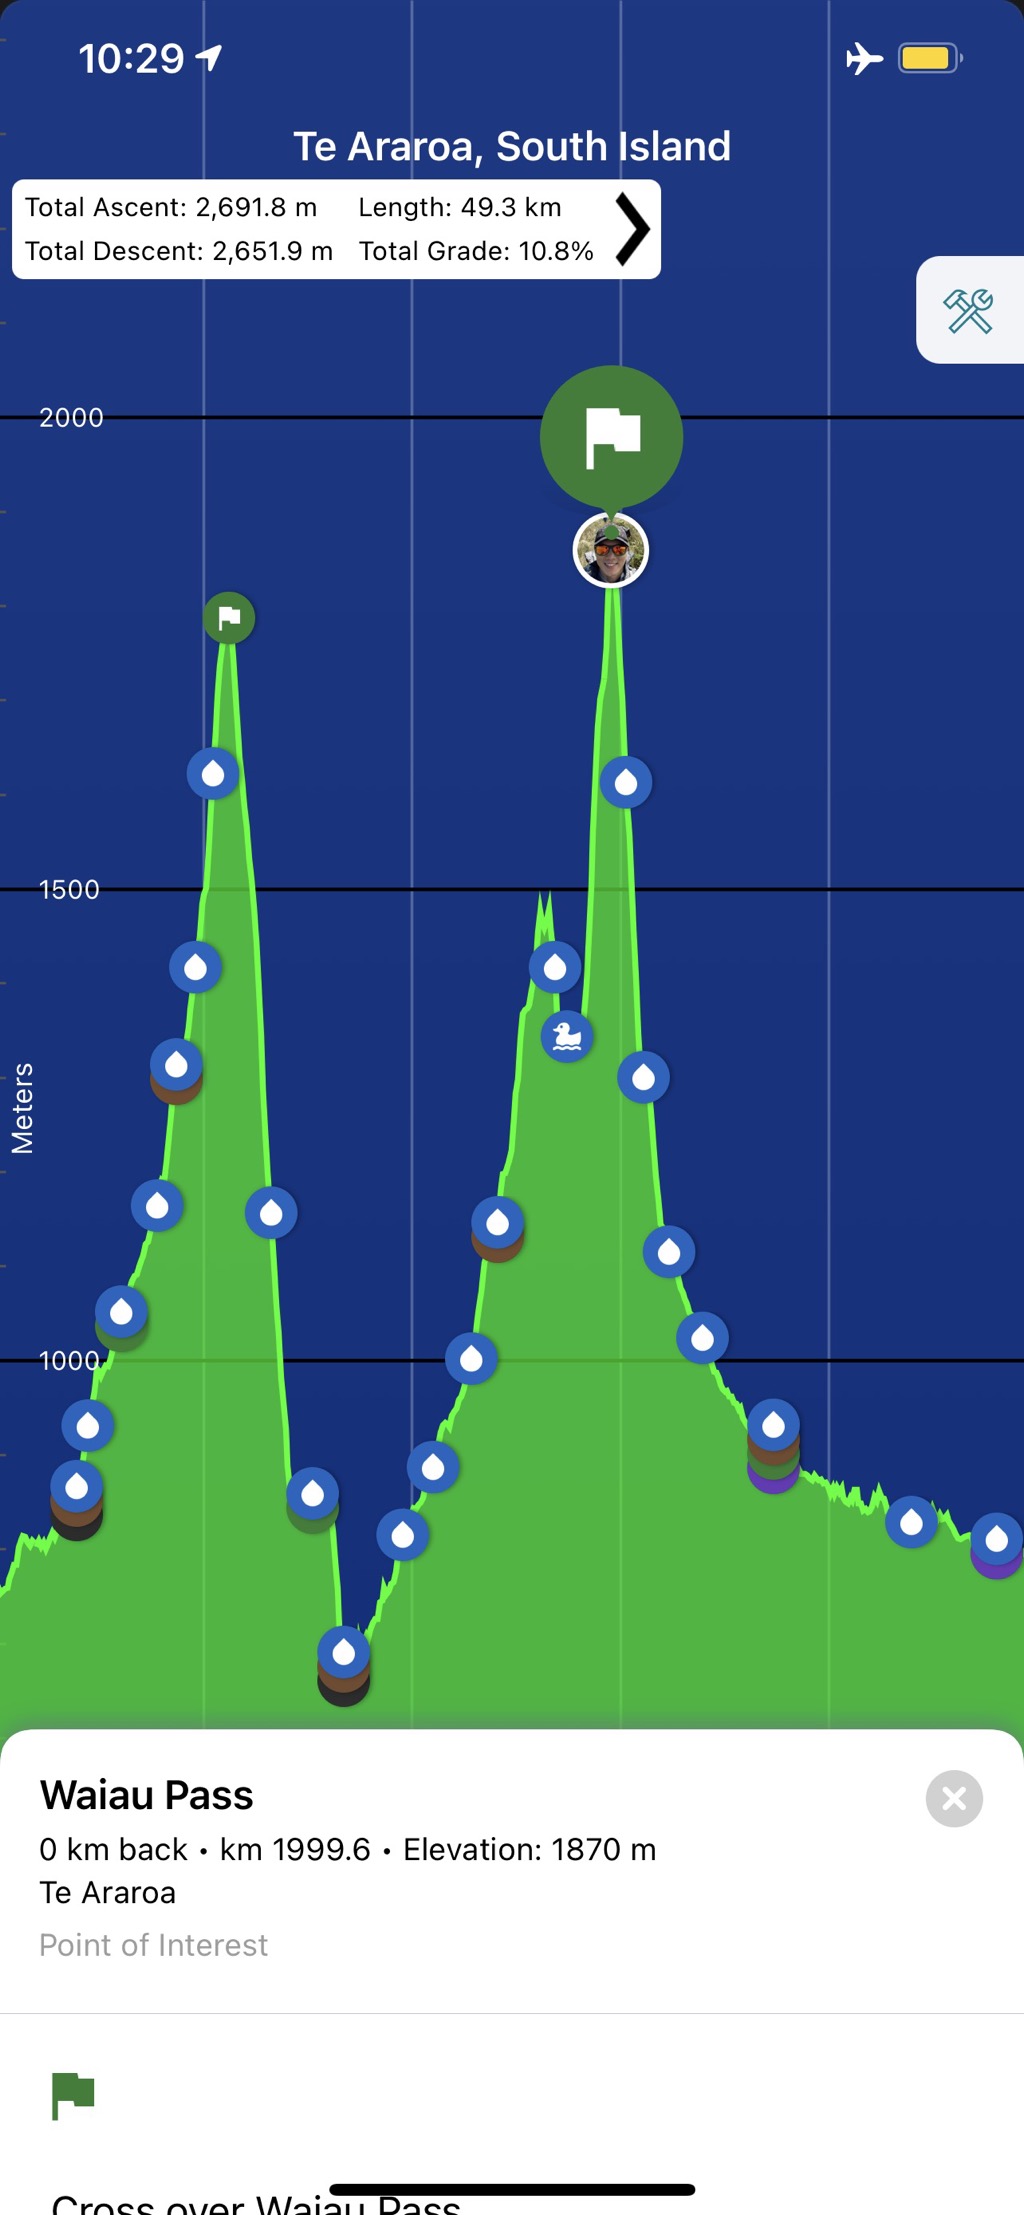 10:29
Te Araroa, South Island
Total Ascent: 2,691.8 m Length: 49.3 km
Total Descent: 2,651.9 m Total Grade: 10.8%
2000
1500
Meters
1000
Waiau Pass
0 km back • km 1999.6 • Elevation: 1870 m
Te Araroa
Point of Interest
Cross over Waiau Pass